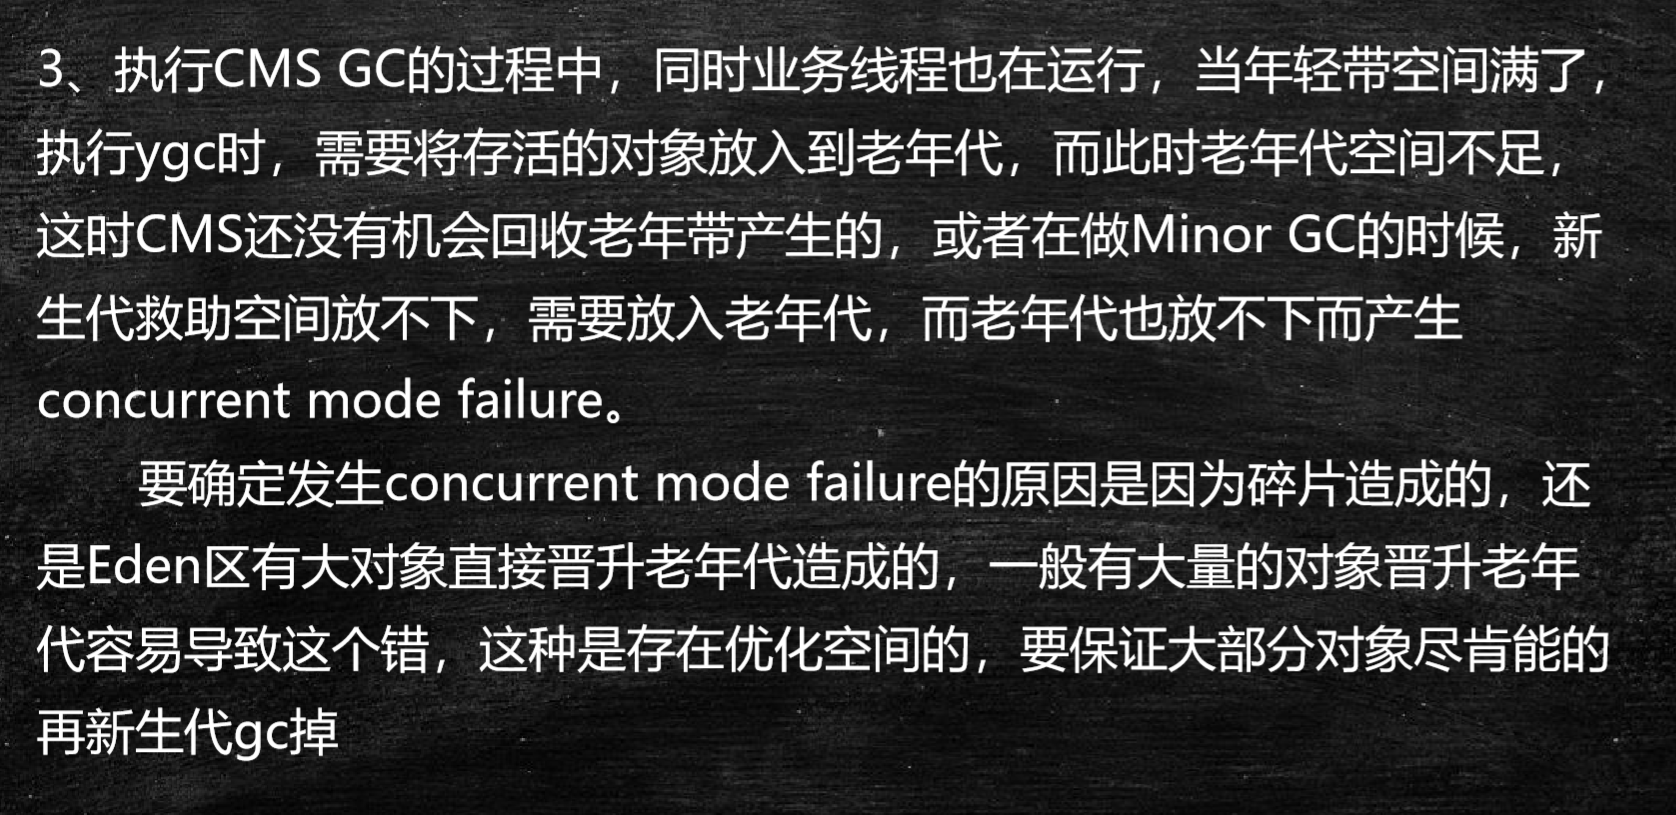 3、执行CMS GC的过程中，同时业务线程也在运行，当年轻带空间满了，
执行ygc时，需要将存活的对象放入到老年代，而此时老年代空间不足，
这时CMS还没有机会回收老年带产生的，或者在做Minor GC的时候，新
生代救助空间放不下，需要放入老年代，而老年代也放不下而产生
concurrent mode failure。
要确定发生concurrent mode failure的原因是因为碎片造成的，还
是Eden区有大对象直接晋升老年代造成的，一般有大量的对象晋升老年
代容易导致这个错，这种是存在优化空间的，要保证大部分对象尽肯能的
再新生代gc掉